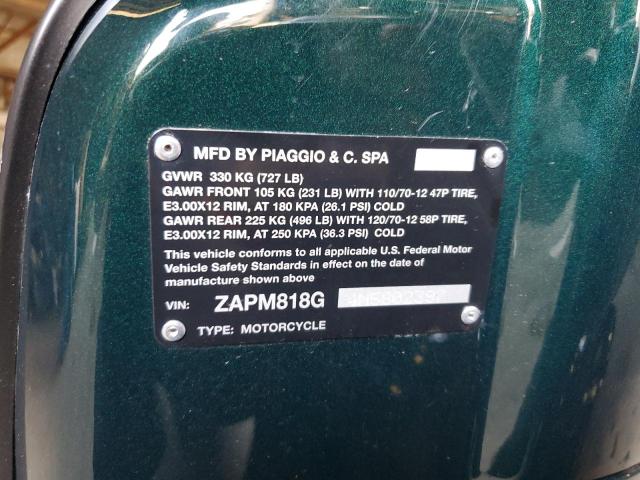 MFD BY PIAGGIO & C. SPA
GVWR 330 KG (727 LB)
GAWR FRONT 105 KG (231 LB) WITH 110/70-12 47P TIRE,
E3.00X12 RIM, AT 180 KPA (26.1 PSI) COLD
GAWR REAR 225 KG (496 LB) WITH 120/70-12 58P TIRE,
E3.00X12 RIM, AT 250 KPA (36.3 PSI) COLD
This vehicle conforms to all applicable U.S. Federal Motor
Vehicle Safety Standards in effect on the date of
manufacture shown above
VIN: ZAPM818G
TYPE: MOTORCYCLE